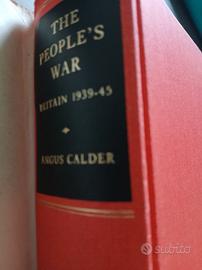 THE
PEOPLE'S
WAR
BRITAIN 1939-45
ANGUS CALDER
subito